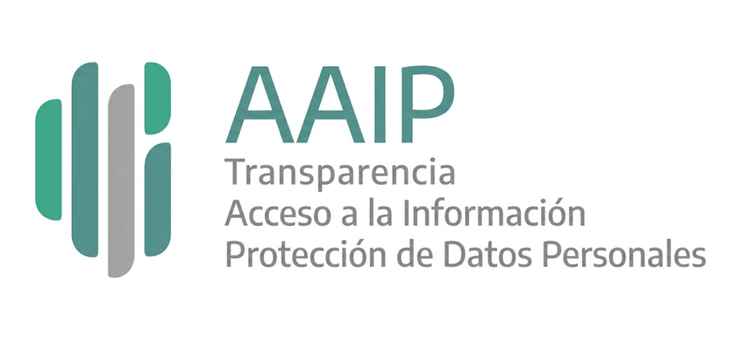 AAIP
Transparencia
Acceso a la Información
Protección de Datos Personales